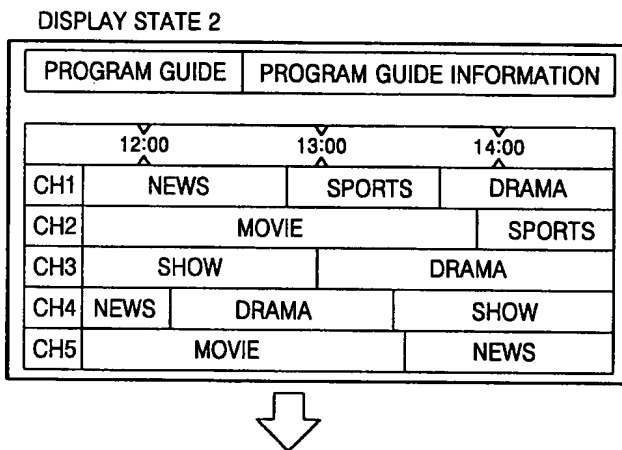 DISPLAY STATE 2
PROGRAM GUIDE PROGRAM GUIDE INFORMATION
12:00 13:00 14:00
CH1 NEWS SPORTS DRAMA
CH2 MOVIE SPORTS
CH3 SHOW DRAMA
CH4 NEWS DRAMA SHOW
CH5 MOVIE NEWS